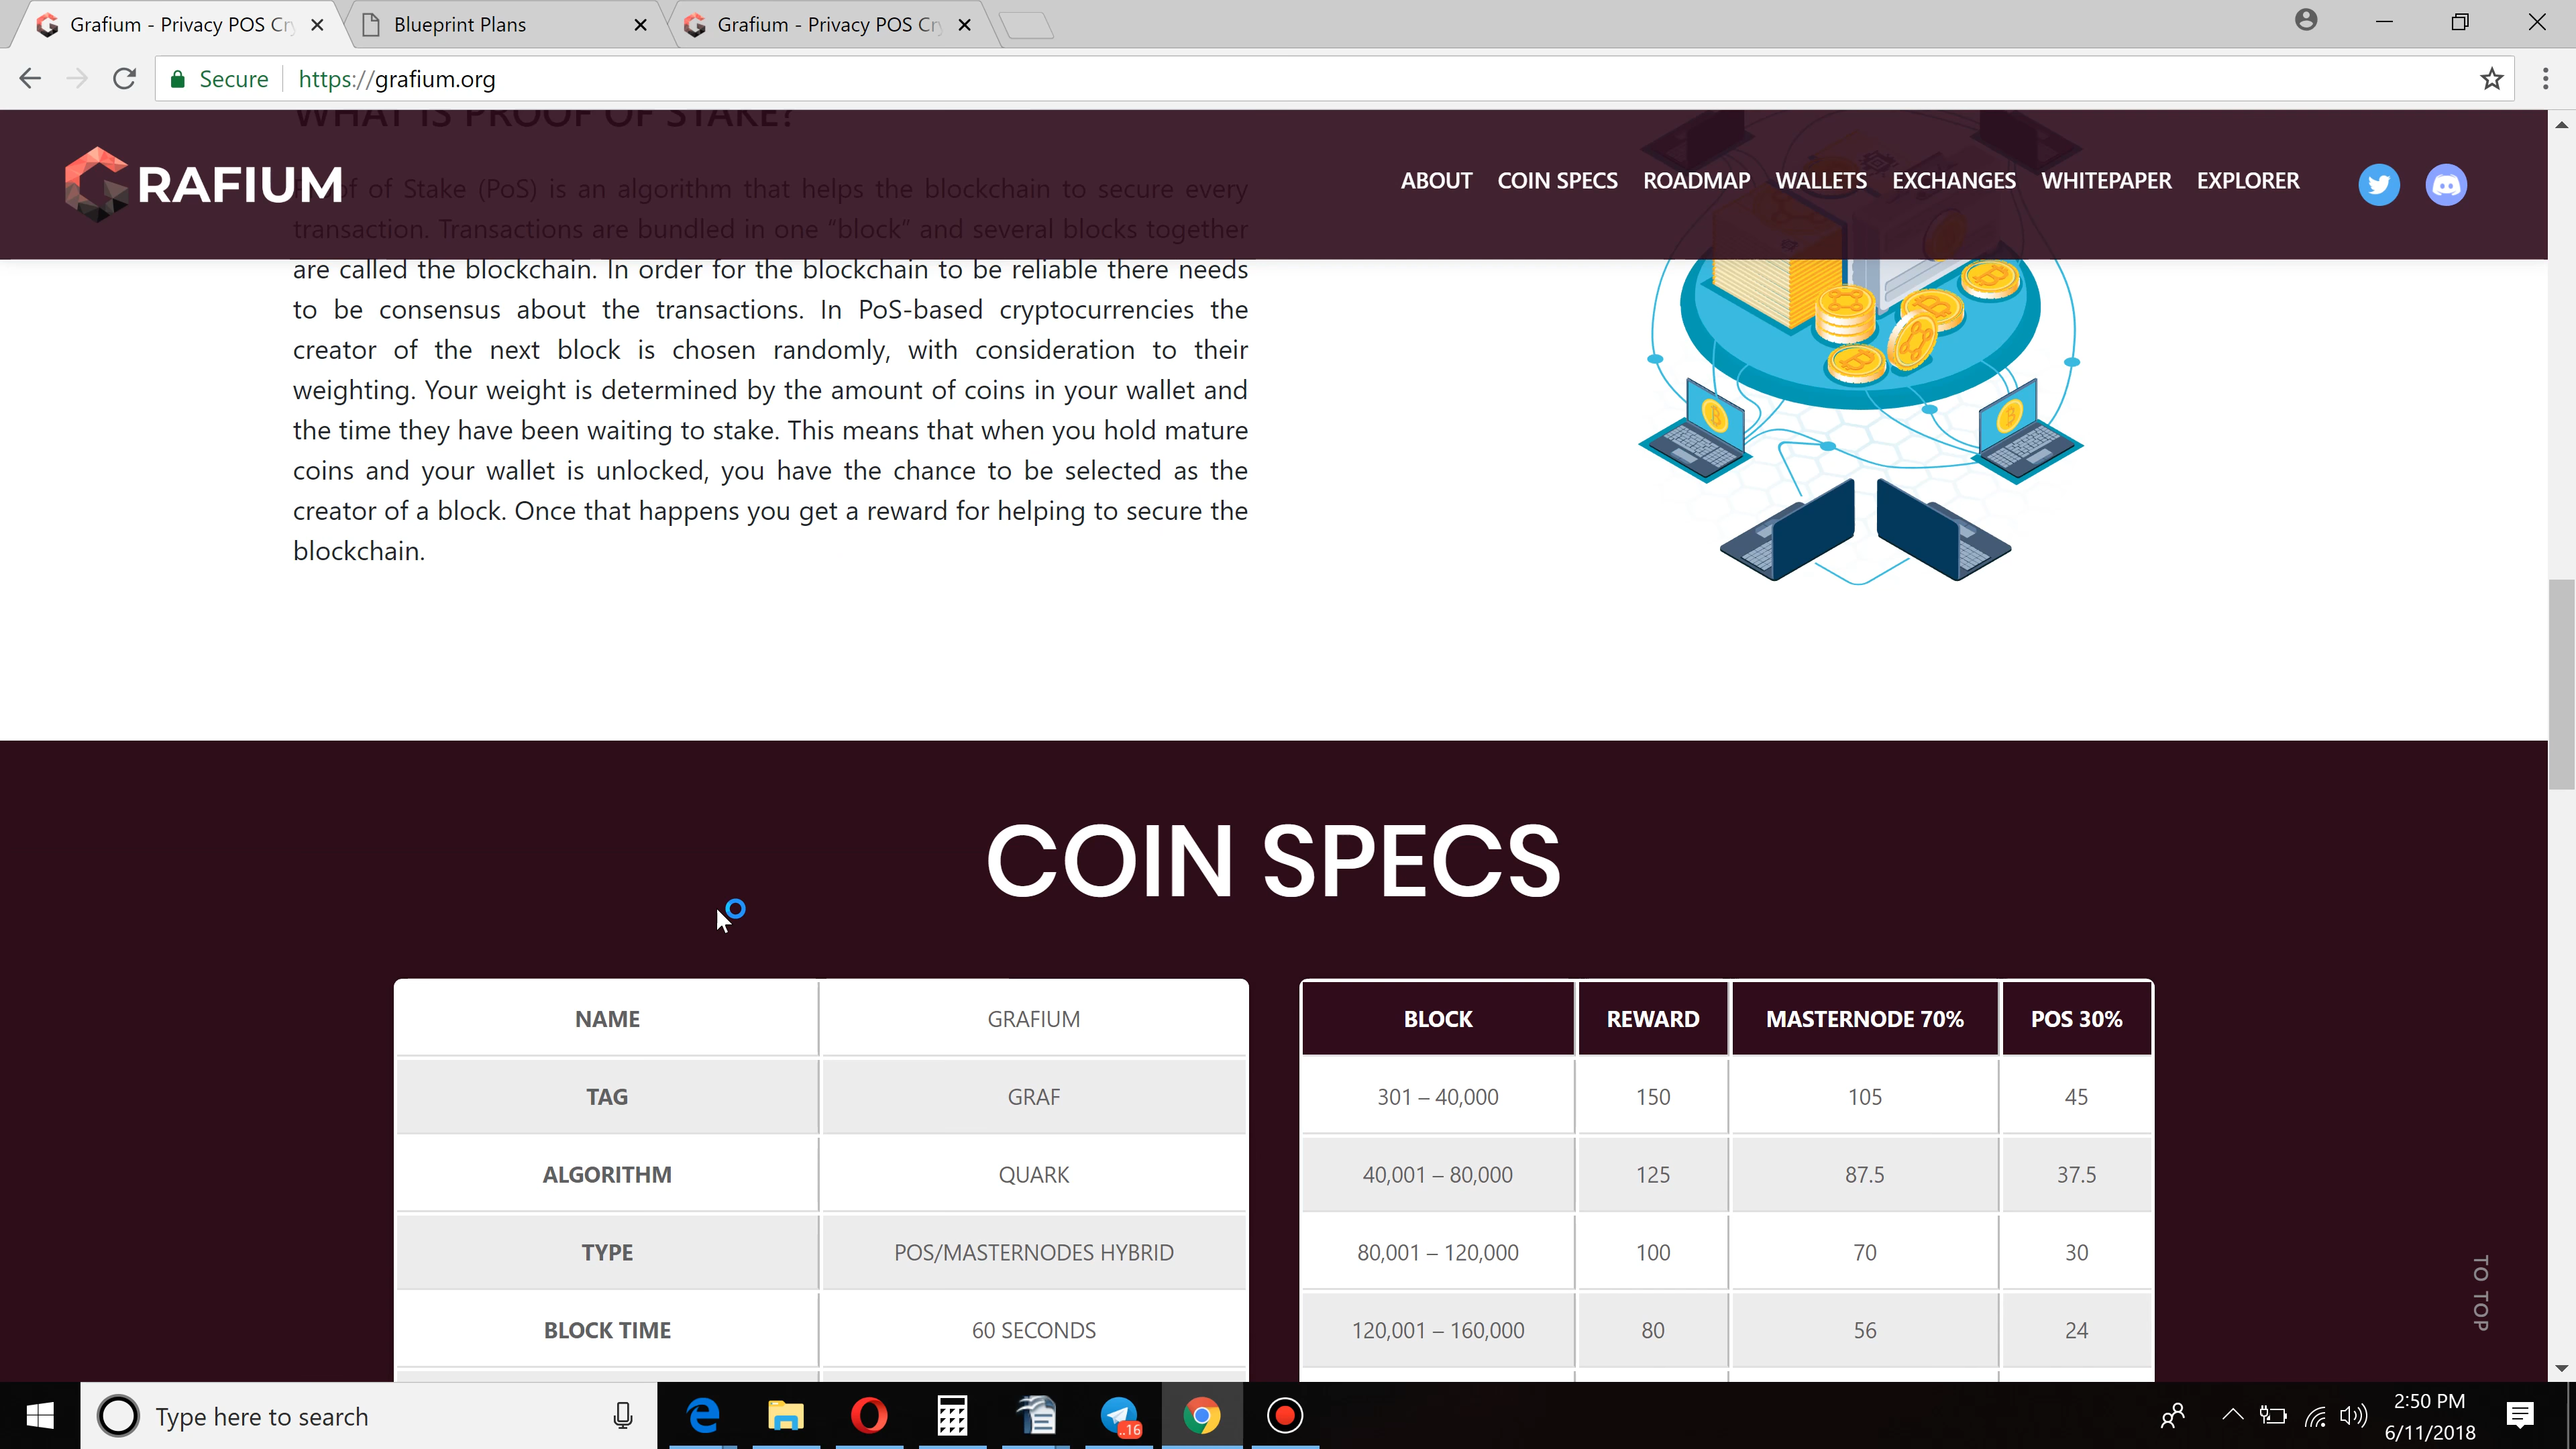 Grafium - Privacy POS Cr
Blueprint Plans
Grafium - Privacy POS Cr
Secure
https://grafium.org
WHAT IS PROOF OF STAKE?
GRAFIUM
ABOUT COIN SPECS ROADMAP WALLETS EXCHANGES WHITEPAPER EXPLORER
of of Stake (PoS) is an algorithm that helps the blockchain to secure every
transaction. Transactions are bundled in one “block” and several blocks together
are called the blockchain. In order for the blockchain to be reliable there needs
to be consensus about the transactions. In PoS-based cryptocurrencies the
creator of the next block is chosen randomly, with consideration to their
weighting. Your weight is determined by the amount of coins in your wallet and
the time they have been waiting to stake. This means that when you hold mature
coins and your wallet is unlocked, you have the chance to be selected as the
creator of a block. Once that happens you get a reward for helping to secure the
blockchain.
COIN SPECS
NAME GRAFIUM
TAG GRAF
ALGORITHM QUARK
TYPE POS/MASTERNODES HYBRID
BLOCK TIME 60 SECONDS
BLOCK REWARD MASTERNODE 70% POS 30%
301 – 40,000 150 105 45
40,001 – 80,000 125 87.5 37.5
80,001 – 120,000 100 70 30
120,001 – 160,000 80 56 24
TO TOP
Type here to search
..16
2:50 PM
6/11/2018